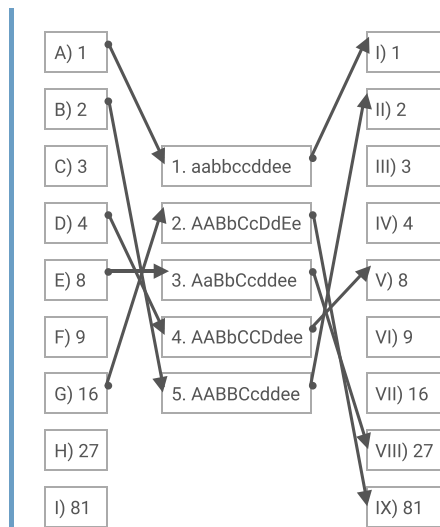 A) 1
B) 2
C) 3
D) 4
E) 8
F) 9
G) 16
H) 27
I) 81
1. aabbccddee
2. AABbCcDdEe
3. AaBbCcddee
4. AABbCCDdee
5. AABBCcddee
I) 1
II) 2
III) 3
IV) 4
V) 8
VI) 9
VII) 16
VIII) 27
IX) 81